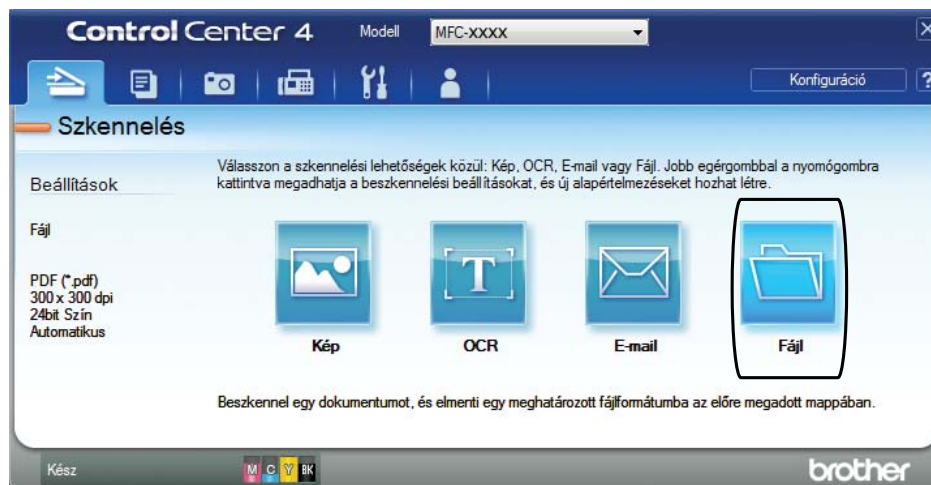 Control Center 4 Modell MFC-XXXX
Konfiguráció ?
Szkennelés
Válasszon a szkennelési lehetőségek közül: Kép, OCR, E-mail vagy Fájl. Jobb egérgombbal a nyomógombra
kattintva megadhatja a beszkennelési beállításokat, és új alapértelmezéseket hozhat létre.
Beállítások
Fájl
PDF (*.pdf)
300 x 300 dpi
24bit Szín
Automatikus
T
Kép OCR E-mail Fájl
Beszkennel egy dokumentumot, és elmenti egy meghatározott fájlformátumba az előre megadott mappában.
Kész M C Y BK brother